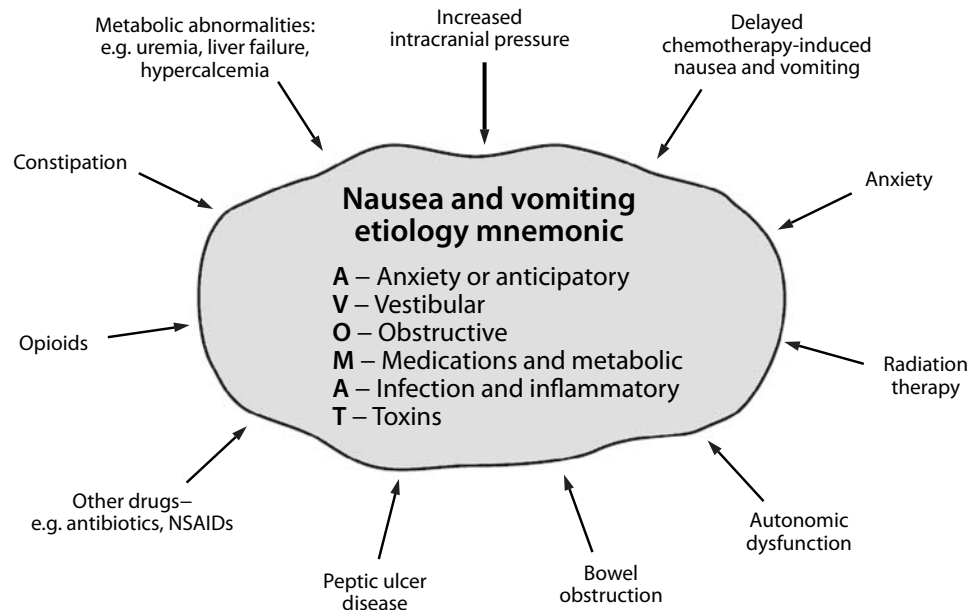 Metabolic abnormalities:
e.g. uremia, liver failure,
hypercalcemia
Increased
intracranial pressure
Delayed
chemotherapy-induced
nausea and vomiting
Constipation
Anxiety
Nausea and vomiting
etiology mnemonic
A – Anxiety or anticipatory
V – Vestibular
O – Obstructive
M – Medications and metabolic
A – Infection and inflammatory
T – Toxins
Opioids
Radiation
therapy
Other drugs–
e.g. antibiotics, NSAIDs
Autonomic
dysfunction
Peptic ulcer
disease
Bowel
obstruction